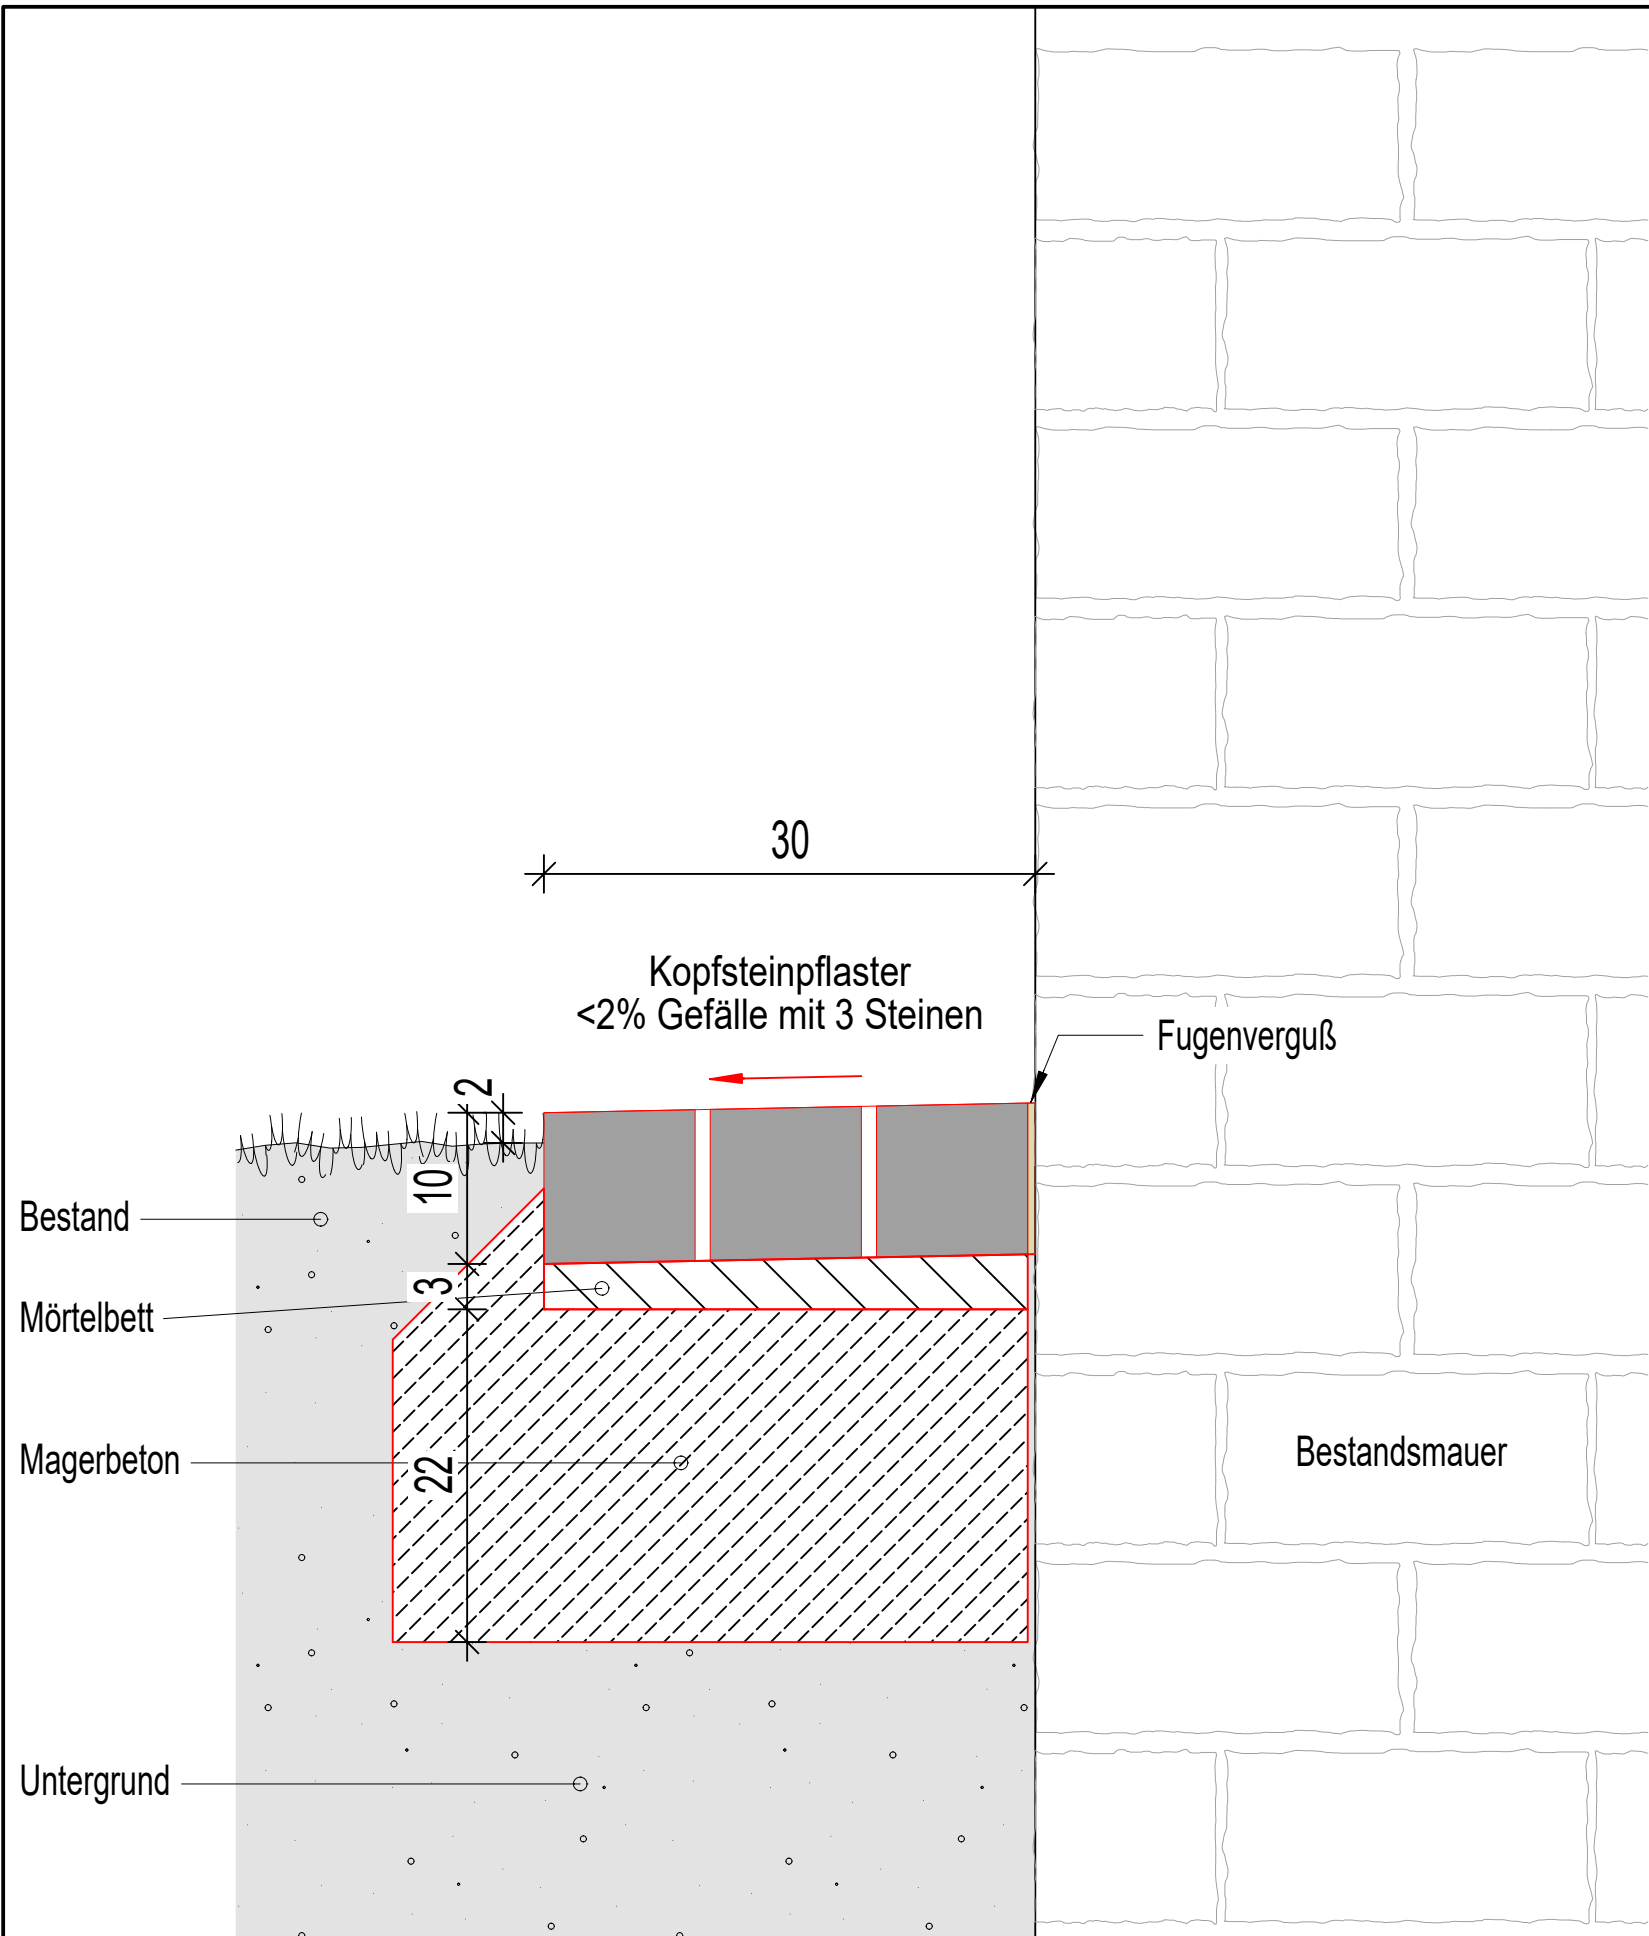 30
Kopfsteinpflaster
<2% Gefälle mit 3 Steinen
Fugenverguß
2
10
Bestand
3
Mörtelbett
Magerbeton
22
Bestandsmauer
Untergrund